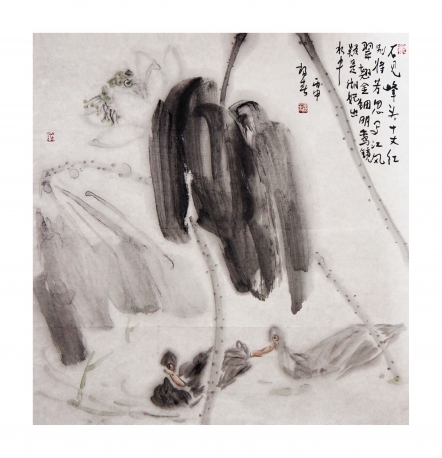 不见峰头十丈红
别将芳思写江风
翠翘金钿明鸾镜
疑是湘妃出
水中
丙申